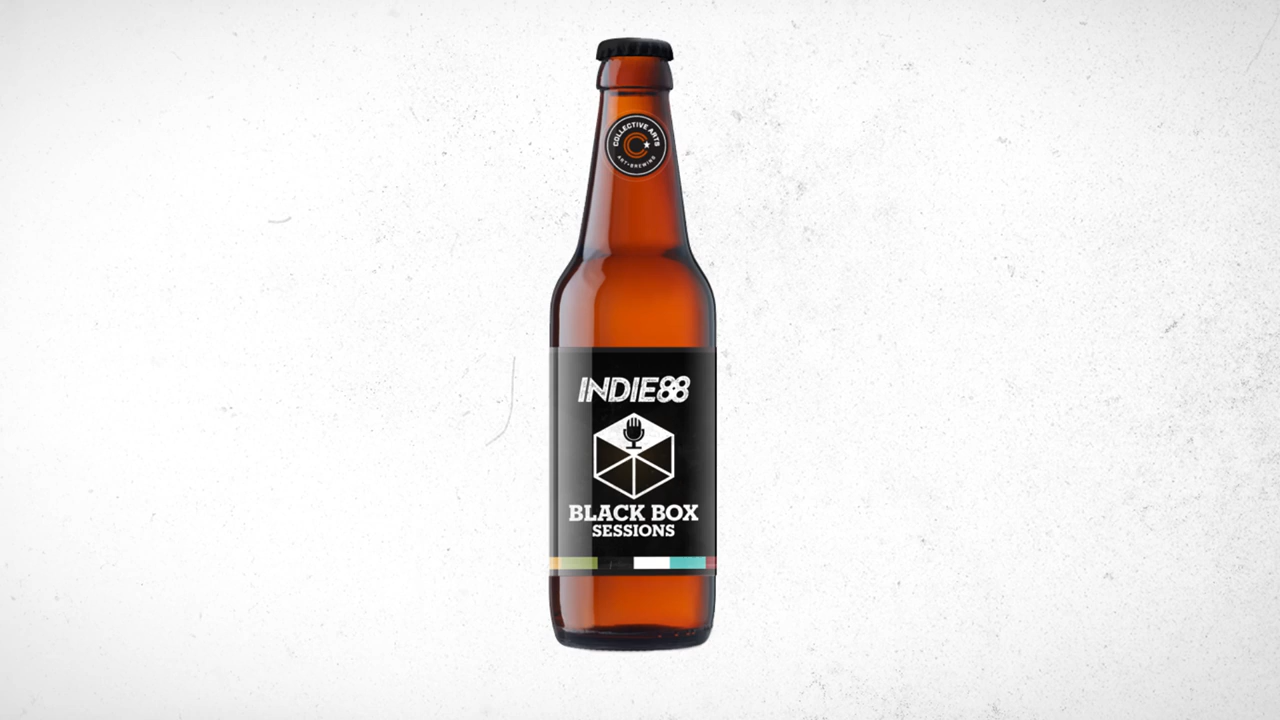 COLLECTIVE ARTS
ART+BREWING
INDIE88
BLACK BOX
SESSIONS